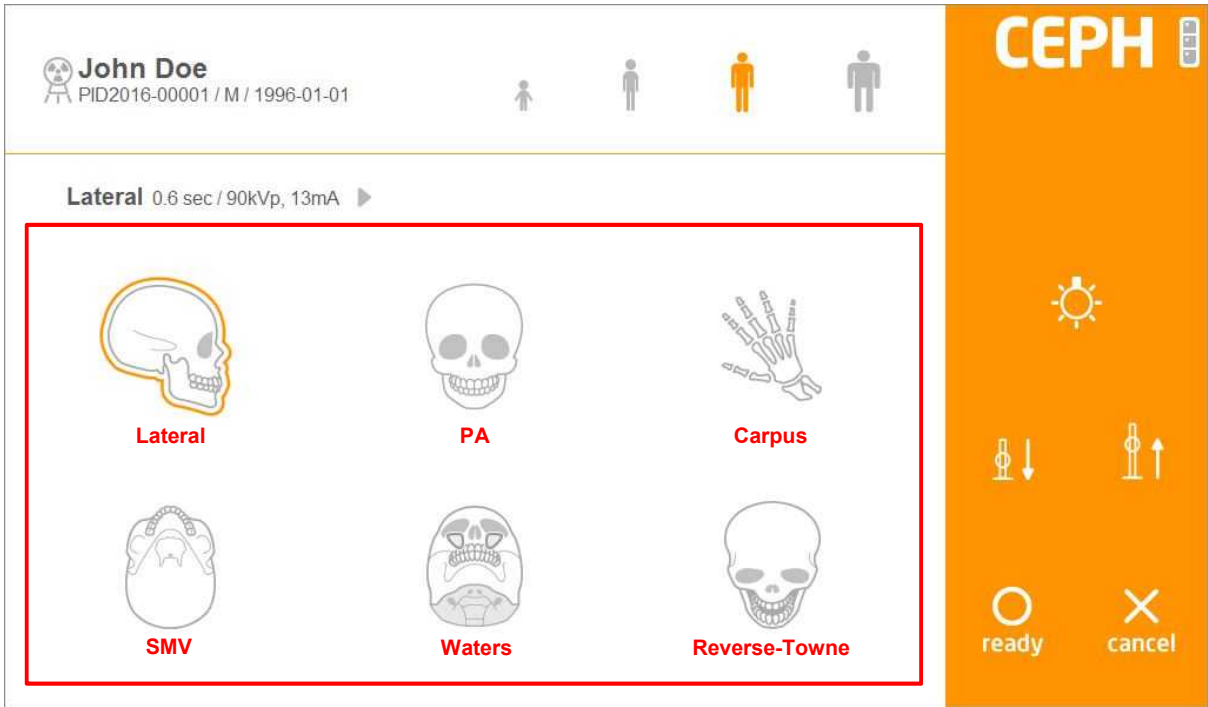 John Doe
PID2016-00001 / M / 1996-01-01
CEPH
Lateral 0.6 sec / 90kVp, 13mA
Lateral
PA
Carpus
SMV
Waters
Reverse-Towne
ready
cancel